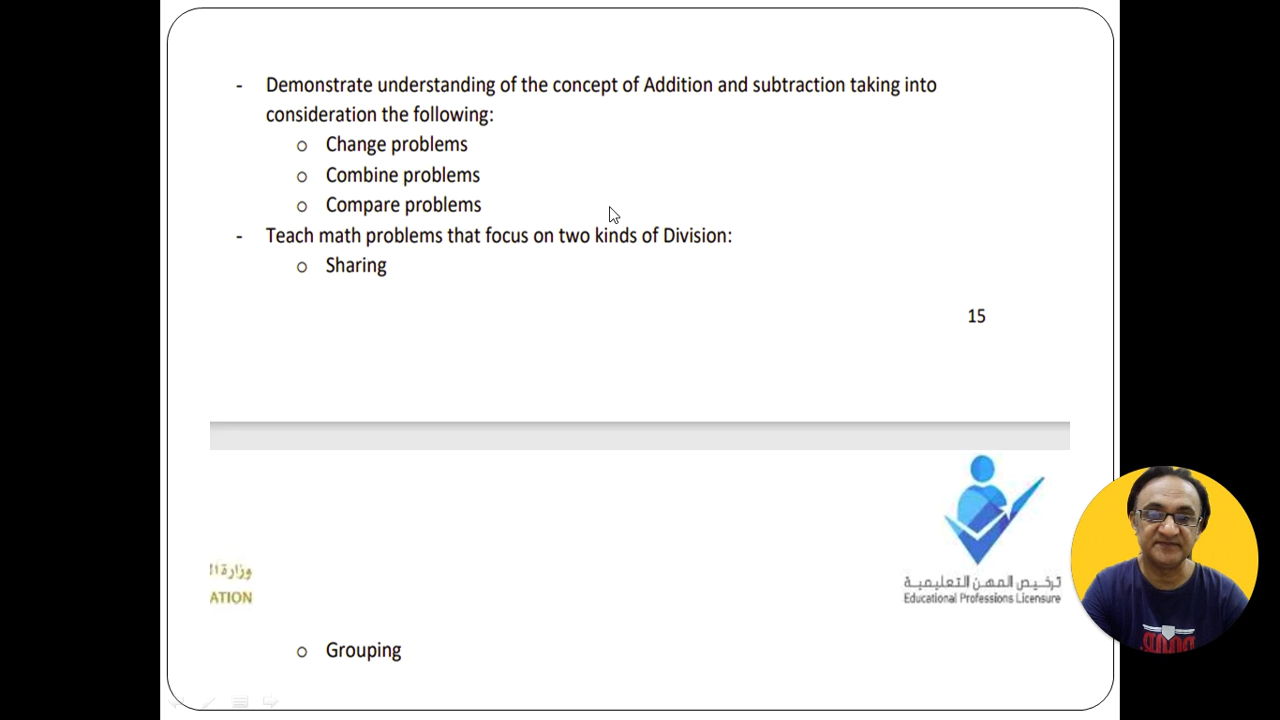 - Demonstrate understanding of the concept of Addition and subtraction taking into
consideration the following:
o Change problems
o Combine problems
o Compare problems
- Teach math problems that focus on two kinds of Division:
o Sharing
15
ترخيص المهن التعليمية
Educational Professions Licensure
وزارة ال
ATION
o Grouping